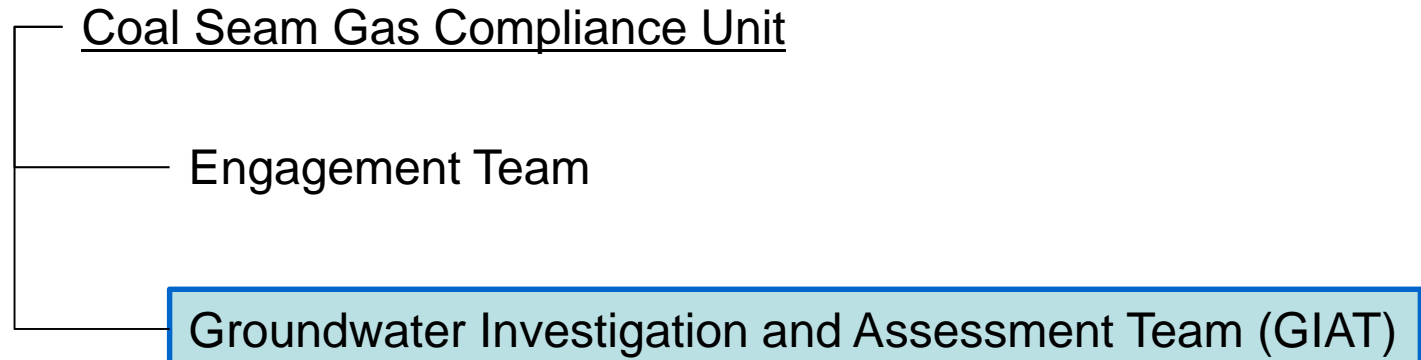 Coal Seam Gas Compliance Unit
Engagement Team
Groundwater Investigation and Assessment Team (GIAT)